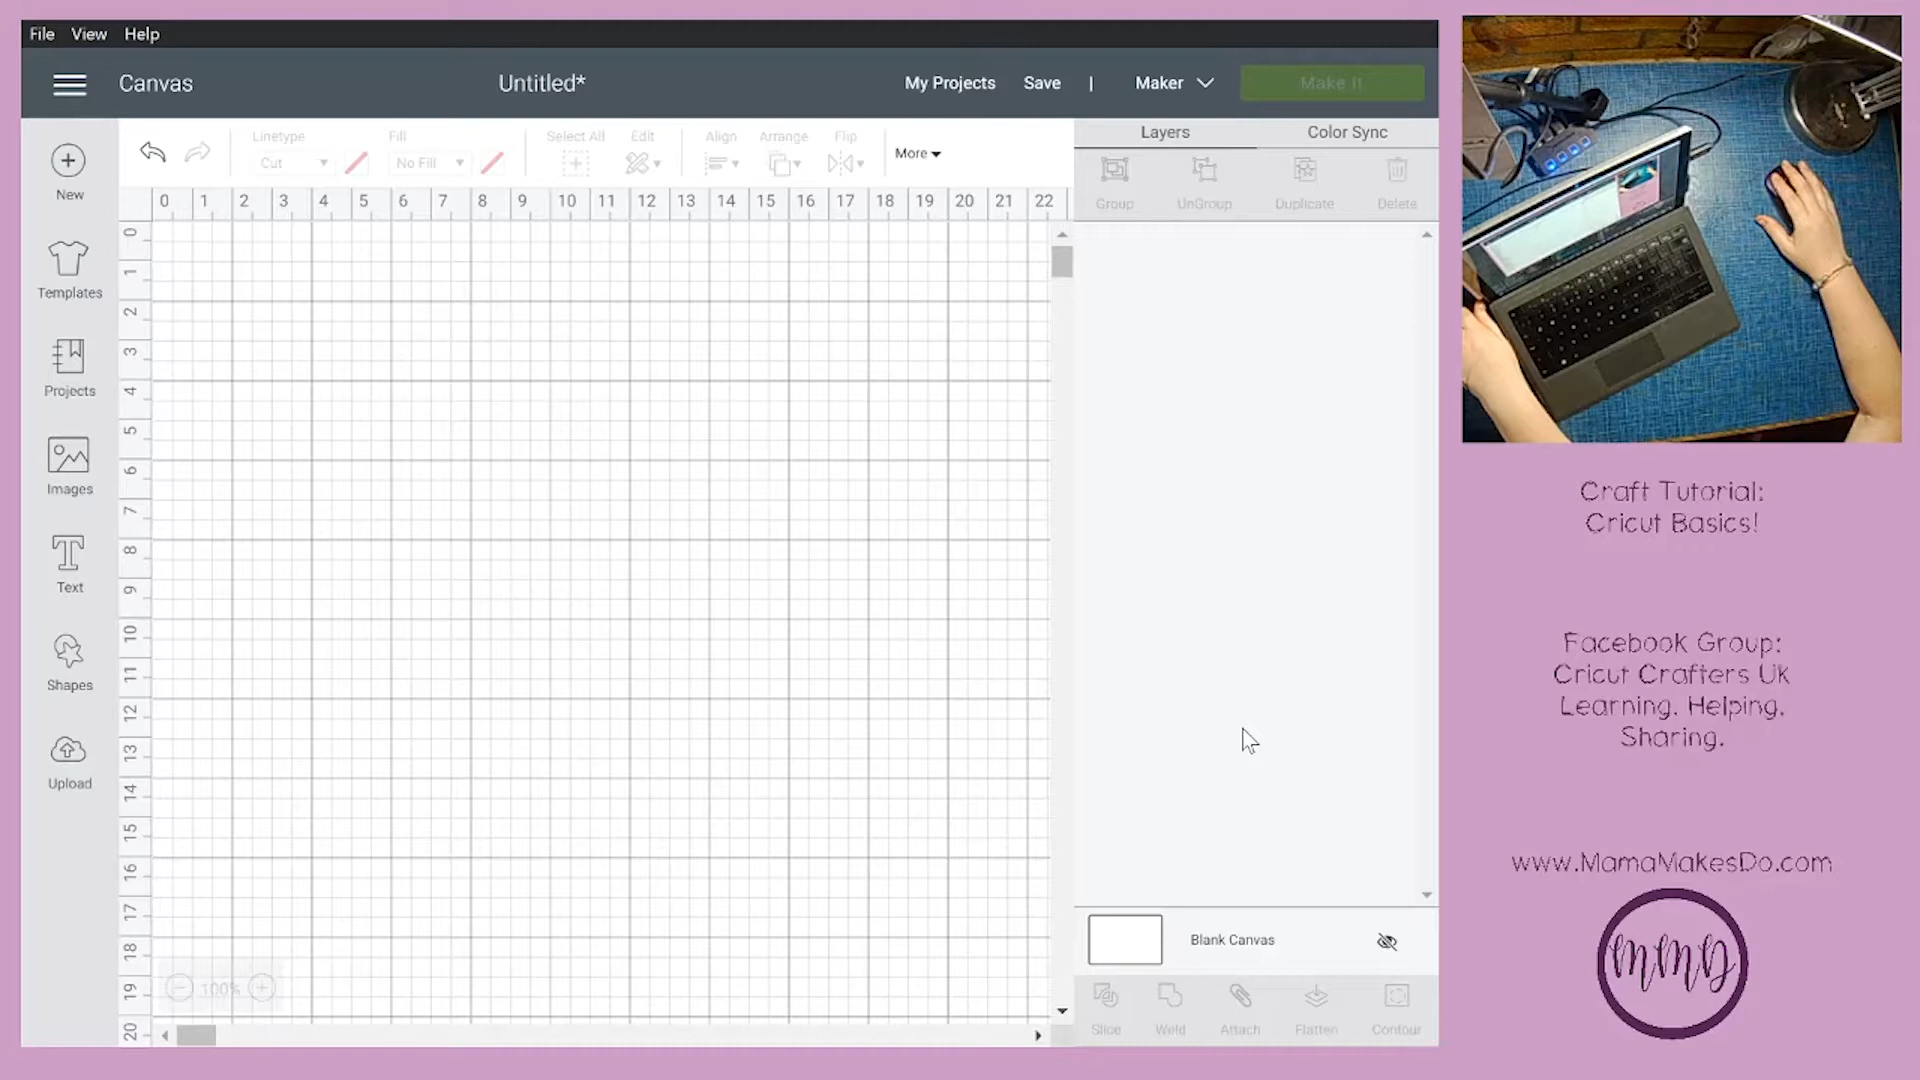 File View Help
Canvas Untitled* My Projects Save | Maker Make It
Linetype Fill Select All Edit Align Arrange Flip
Cut No Fill More
Layers Color Sync
Group UnGroup Duplicate Delete
0 1 2 3 4 5 6 7 8 9 10 11 12 13 14 15 16 17 18 19 20 21 22
0
1
2
3
4
5
6
7
8
9
10
11
12
13
14
15
16
17
18
19
20
New
Templates
Projects
Images
Text
Shapes
Upload
100%
Blank Canvas
Slice Weld Attach Flatten Contour
Craft Tutorial:
Cricut Basics!
Facebook Group:
Cricut Crafters Uk
Learning. Helping.
Sharing.
www.MamaMakesDo.com
MMD